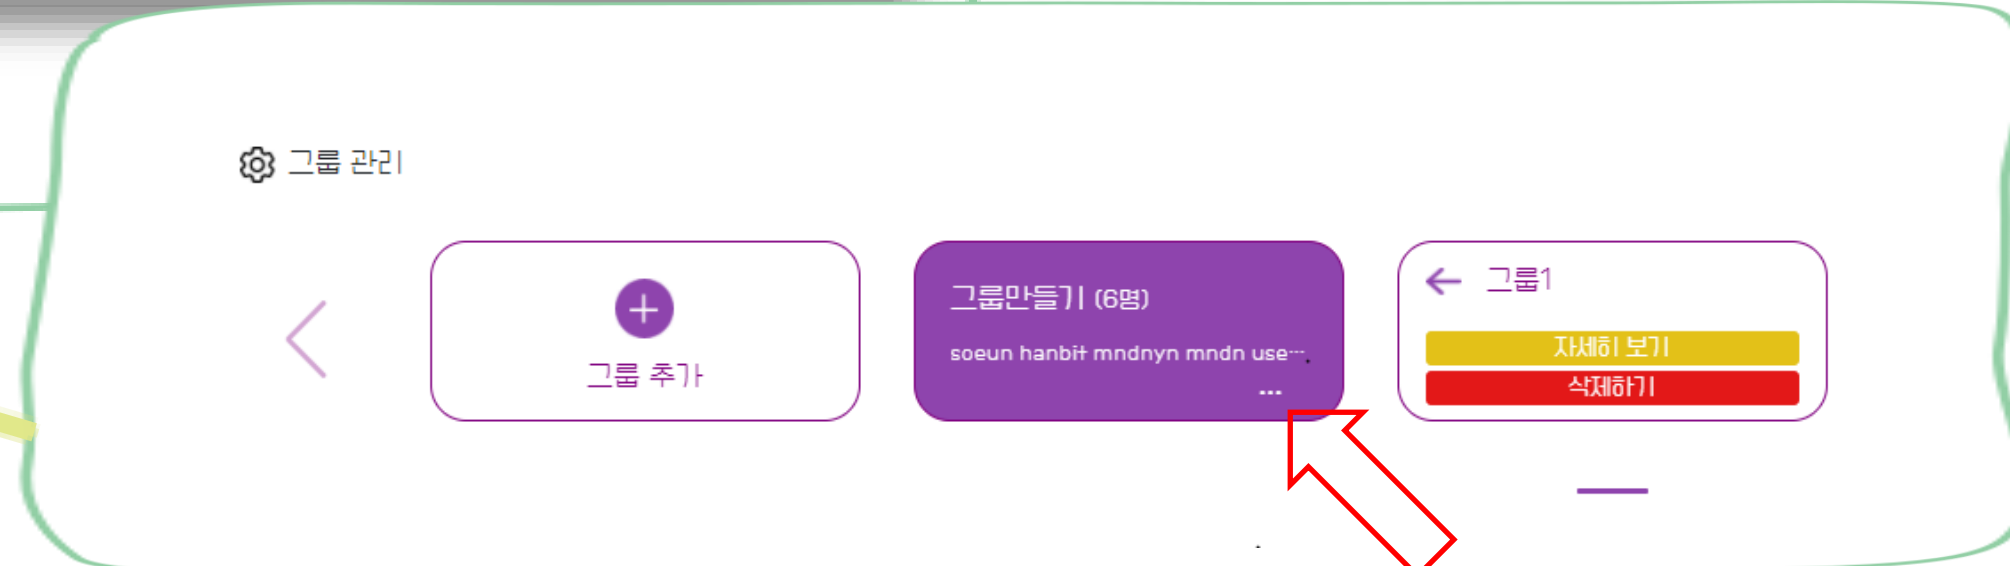 그룹 관리
그룹 추가
그룹만들기 (6명)
soeun hanbit mndnyn mndn use…
...
그룹1
자세히 보기
삭제하기